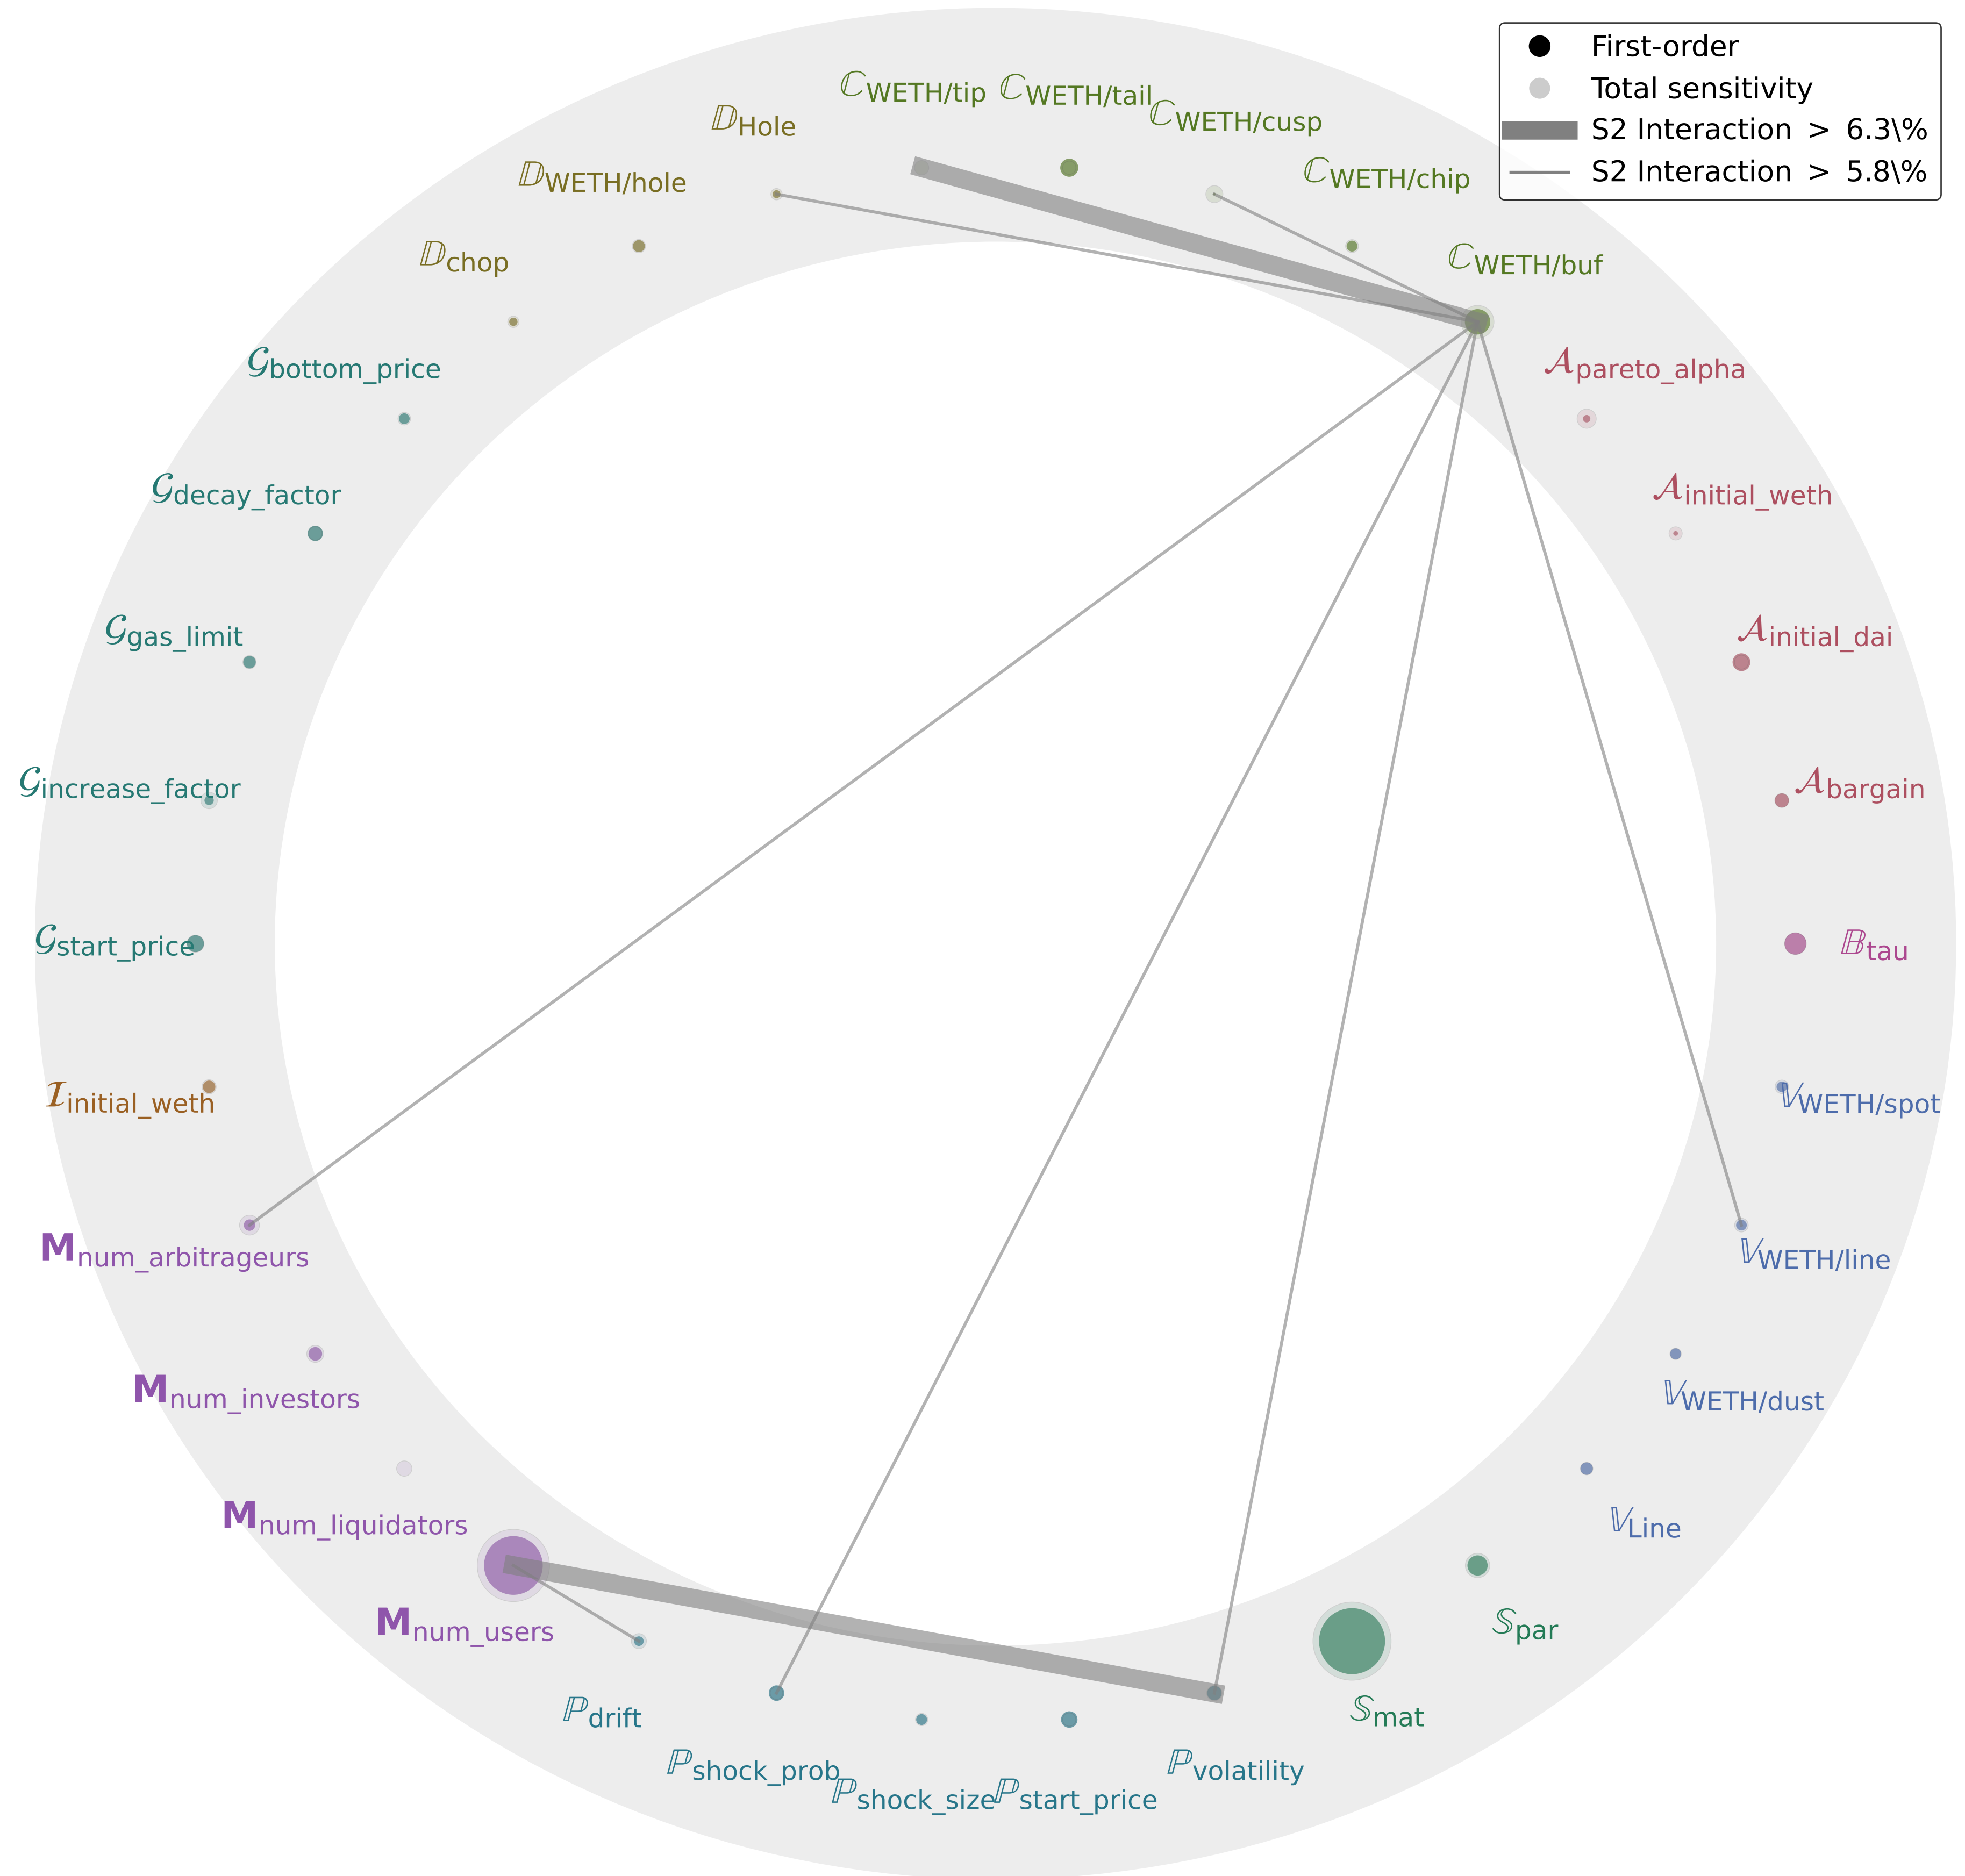 First-order
Total sensitivity
S2 Interaction > 6.3\%
S2 Interaction > 5.8\%
ℂWETH/tip
ℂWETH/tail
ℂWETH/cusp
ℂWETH/chip
ℂWETH/buf
𝔻Hole
𝔻WETH/hole
𝔻chop
𝒢bottom_price
𝒢decay_factor
𝒢gas_limit
𝒢increase_factor
𝒢start_price
ℐinitial_weth
𝐌num_arbitrageurs
𝐌num_investors
𝐌num_liquidators
𝐌num_users
ℙdrift
ℙshock_prob
ℙshock_size
ℙstart_price
ℙvolatility
𝕊mat
𝕊par
𝕍Line
𝕍WETH/dust
𝕍WETH/line
𝕍WETH/spot
𝔹tau
𝒜bargain
𝒜initial_dai
𝒜initial_weth
𝒜pareto_alpha